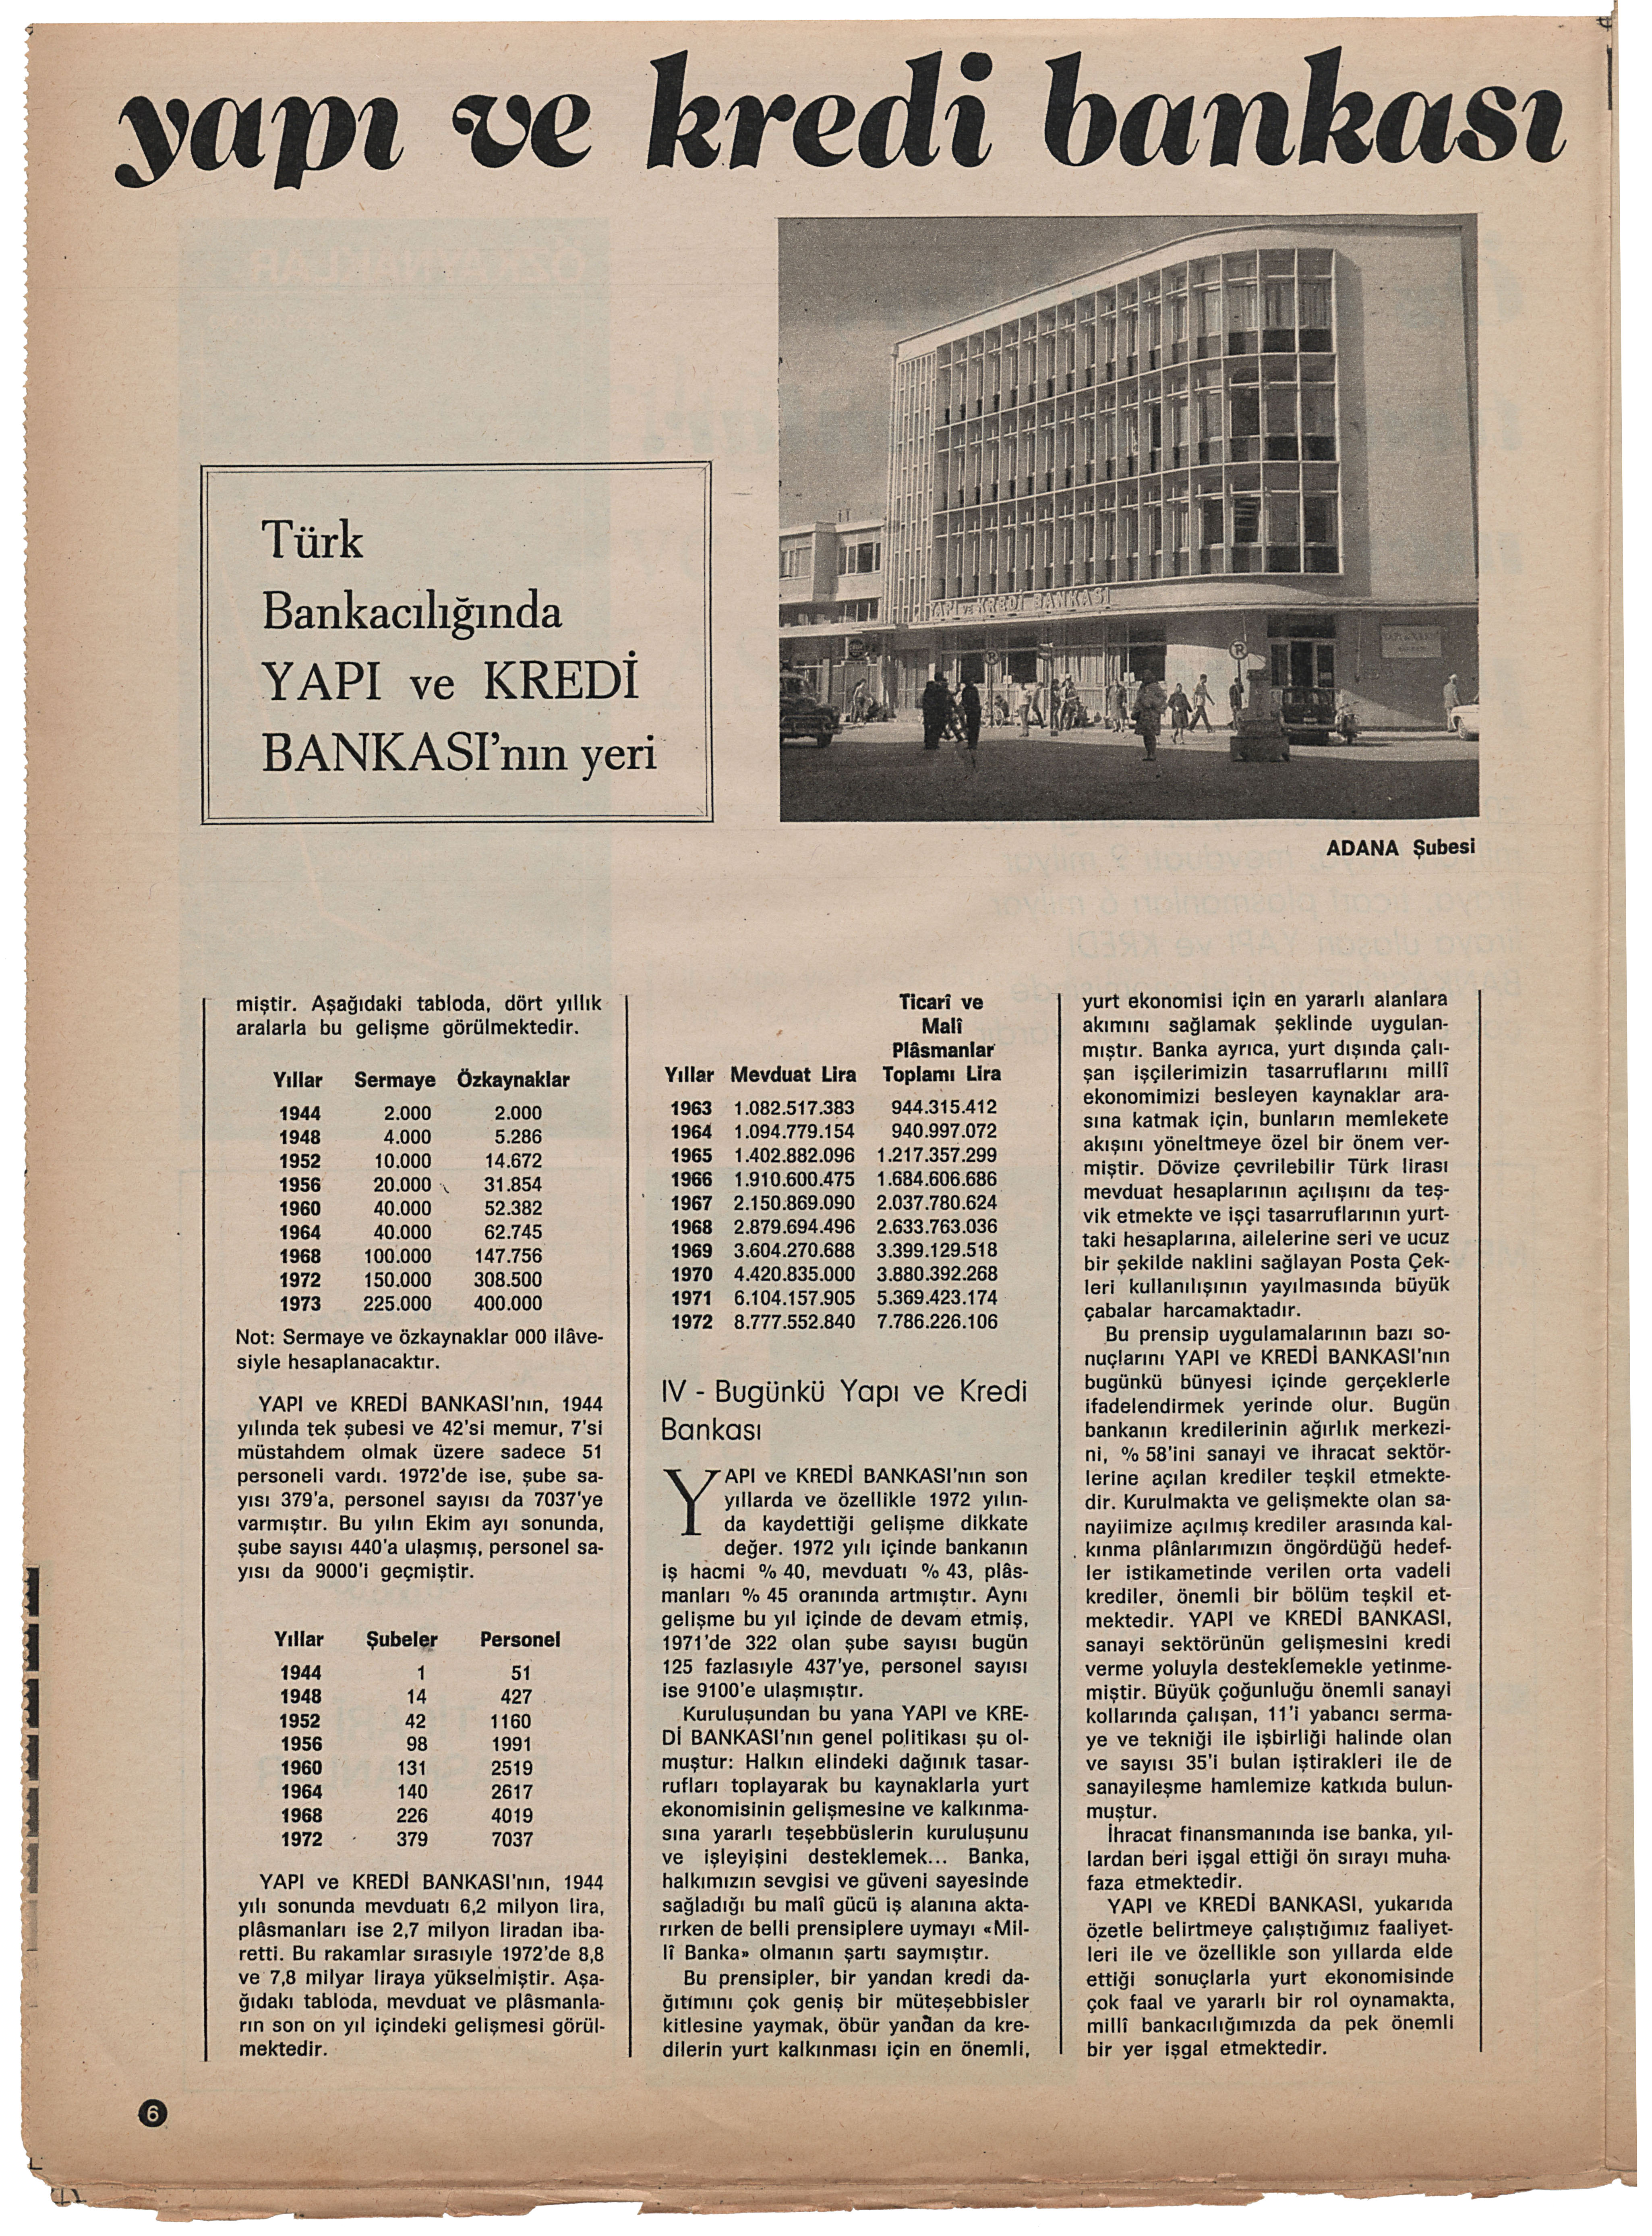 yapı ve kredi bankası
Türk
Bankacılığında
YAPI ve KREDİ
BANKASI'nın yeri
YAPI ve KREDİ BANKASI
ADANA Şubesi
miştir. Aşağıdaki tabloda, dört yıllık
aralarla bu gelişme görülmektedir.
Yıllar Sermaye Özkaynaklar
1944 2.000 2.000
1948 4.000 5.286
1952 10.000 14.672
1956 20.000 31.854
1960 40.000 52.382
1964 40.000 62.745
1968 100.000 147.756
1972 150.000 308.500
1973 225.000 400.000
Not: Sermaye ve özkaynaklar 000 ilâve-
siyle hesaplanacaktır.
YAPI ve KREDİ BANKASI'nın, 1944
yılında tek şubesi ve 42'si memur, 7'si
müstahdem olmak üzere sadece 51
personeli vardı. 1972'de ise, şube sa-
yısı 379'a, personel sayısı da 7037'ye
varmıştır. Bu yılın Ekim ayı sonunda,
şube sayısı 440'a ulaşmış, personel sa-
yısı da 9000'i geçmiştir.
Yıllar Şubeler Personel
1944 1 51
1948 14 427
1952 42 1160
1956 98 1991
1960 131 2519
1964 140 2617
1968 226 4019
1972 379 7037
YAPI ve KREDİ BANKASI'nın, 1944
yılı sonunda mevduatı 6,2 milyon lira,
plâsmanları ise 2,7 milyon liradan iba-
retti. Bu rakamlar sırasıyle 1972'de 8,8
ve 7,8 milyar liraya yükselmiştir. Aşa-
ğıdakı tabloda, mevduat ve plâsmanla-
rın son on yıl içindeki gelişmesi görül-
mektedir.
Ticarî ve
Malî
Plâsmanlar
Yıllar Mevduat Lira Toplamı Lira
1963 1.082.517.383 944.315.412
1964 1.094.779.154 940.997.072
1965 1.402.882.096 1.217.357.299
1966 1.910.600.475 1.684.606.686
1967 2.150.869.090 2.037.780.624
1968 2.879.694.496 2.633.763.036
1969 3.604.270.688 3.399.129.518
1970 4.420.835.000 3.880.392.268
1971 6.104.157.905 5.369.423.174
1972 8.777.552.840 7.786.226.106
IV - Bugünkü Yapı ve Kredi
Bankası
YAPI ve KREDİ BANKASI'nın son
yıllarda ve özellikle 1972 yılın-
da kaydettiği gelişme dikkate
değer. 1972 yılı içinde bankanın
iş hacmi % 40, mevduatı % 43, plâs-
manları % 45 oranında artmıştır. Aynı
gelişme bu yıl içinde de devam etmiş,
1971'de 322 olan şube sayısı bugün
125 fazlasıyle 437'ye, personel sayısı
ise 9100'e ulaşmıştır.
Kuruluşundan bu yana YAPI ve KRE-
Dİ BANKASI'nın genel politikası şu ol-
muştur: Halkın elindeki dağınık tasar-
rufları toplayarak bu kaynaklarla yurt
ekonomisinin gelişmesine ve kalkınma-
sına yararlı teşebbüslerin kuruluşunu
ve işleyişini desteklemek... Banka,
halkımızın sevgisi ve güveni sayesinde
sağladığı bu malî gücü iş alanına akta-
rırken de belli prensiplere uymayı «Mil-
lî Banka» olmanın şartı saymıştır.
Bu prensipler, bir yandan kredi da-
ğıtımını çok geniş bir müteşebbisler
kitlesine yaymak, öbür yandan da kre-
dilerin yurt kalkınması için en önemli,
yurt ekonomisi için en yararlı alanlara
akımını sağlamak şeklinde uygulan-
mıştır. Banka ayrıca, yurt dışında çalı-
şan işçilerimizin tasarruflarını millî
ekonomimizi besleyen kaynaklar ara-
sına katmak için, bunların memlekete
akışını yöneltmeye özel bir önem ver-
miştir. Dövize çevrilebilir Türk lirası
mevduat hesaplarının açılışını da teş-
vik etmekte ve işçi tasarruflarının yurt-
taki hesaplarına, ailelerine seri ve ucuz
bir şekilde naklini sağlayan Posta Çek-
leri kullanılışının yayılmasında büyük
çabalar harcamaktadır.
Bu prensip uygulamalarının bazı so-
nuçlarını YAPI ve KREDİ BANKASI'nın
bugünkü bünyesi içinde gerçeklerle
ifadelendirmek yerinde olur. Bugün
bankanın kredilerinin ağırlık merkezi-
ni, % 58'ini sanayi ve ihracat sektör-
lerine açılan krediler teşkil etmekte-
dir. Kurulmakta ve gelişmekte olan sa-
nayiimize açılmış krediler arasında kal-
kınma plânlarımızın öngördüğü hedef-
ler istikametinde verilen orta vadeli
krediler, önemli bir bölüm teşkil et-
mektedir. YAPI ve KREDİ BANKASI,
sanayi sektörünün gelişmesini kredi
verme yoluyla desteklemekle yetinme-
miştir. Büyük çoğunluğu önemli sanayi
kollarında çalışan, 11'i yabancı serma-
ye ve tekniği ile işbirliği halinde olan
ve sayısı 35'i bulan iştirakleri ile de
sanayileşme hamlemize katkıda bulun-
muştur.
İhracat finansmanında ise banka, yıl-
lardan beri işgal ettiği ön sırayı muha-
faza etmektedir.
YAPI ve KREDİ BANKASI, yukarıda
özetle belirtmeye çalıştığımız faaliyet-
leri ile ve özellikle son yıllarda elde
ettiği sonuçlarla yurt ekonomisinde
çok faal ve yararlı bir rol oynamakta,
millî bankacılığımızda da pek önemli
bir yer işgal etmektedir.
6